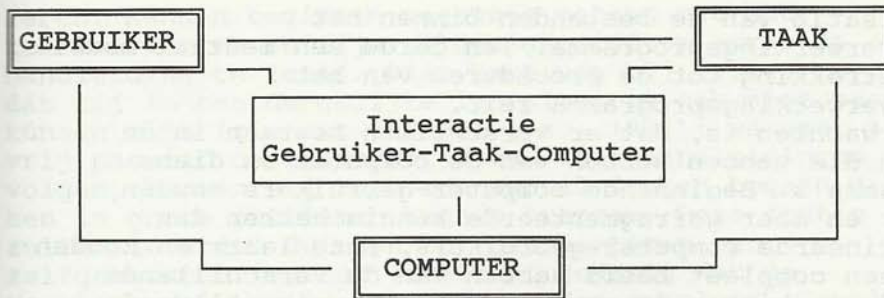 GEBRUIKER
TAAK
Interactie
Gebruiker-Taak-Computer
COMPUTER